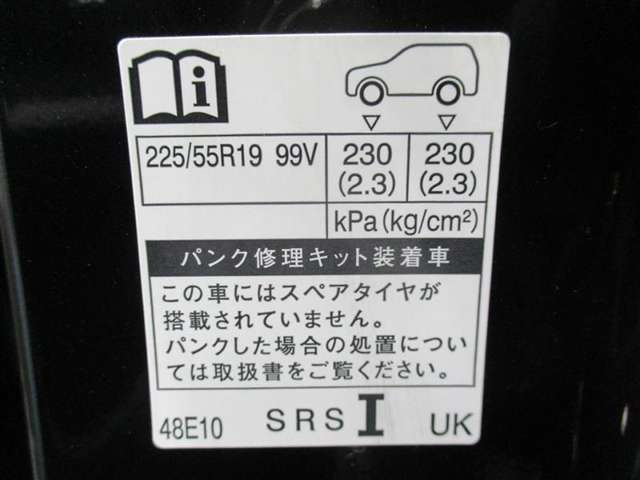 i
225/55R19 99V 230 230
(2.3) (2.3)
kPa(kg/cm²)
パンク修理キット装着車
この車にはスペアタイヤが
搭載されていません。
パンクした場合の処置につい
ては取扱書をご覧ください。
48E10 SRS I UK